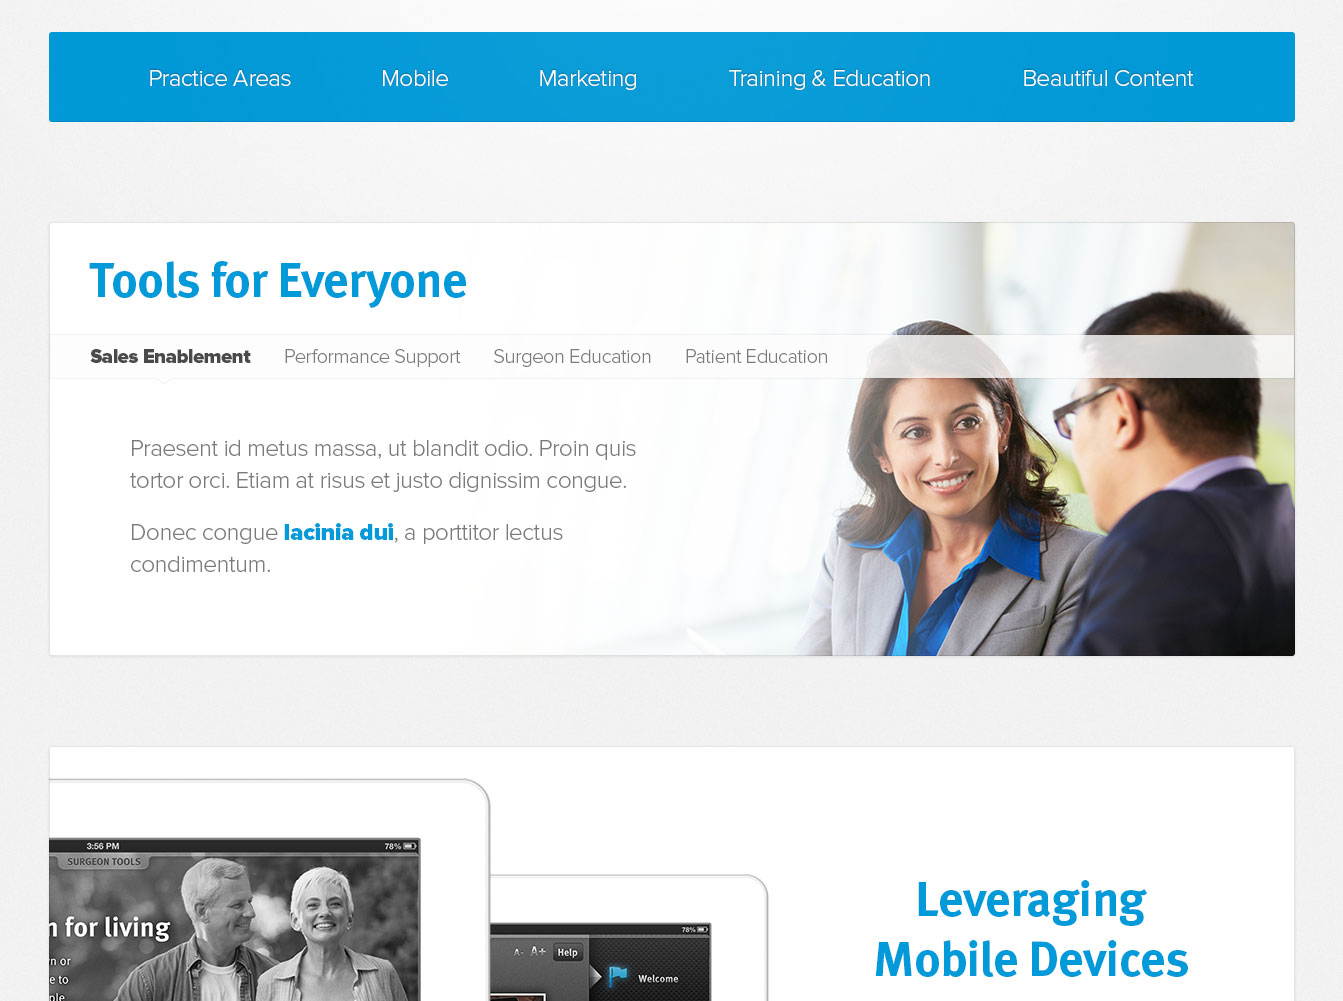 Practice Areas Mobile Marketing Training & Education Beautiful Content
Tools for Everyone
Sales Enablement Performance Support Surgeon Education Patient Education
Praesent id metus massa, ut blandit odio. Proin quis
tortor orci. Etiam at risus et justo dignissim congue.
Donec congue lacinia dui, a porttitor lectus
condimentum.
3:56 PM 78%
SURGEON TOOLS
for living
or
e to
ple
78%
A- A+ Help
Welcome
Leveraging
Mobile Devices